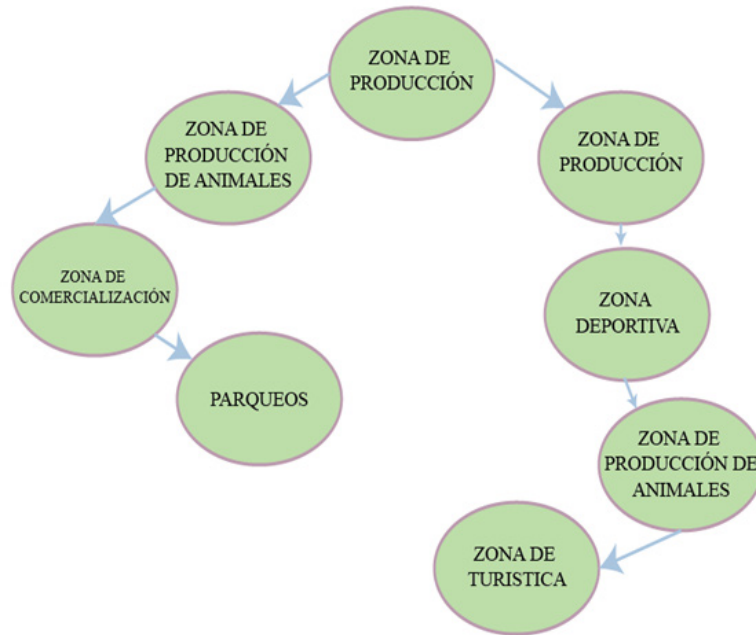 ZONA DE
PRODUCCIÓN
ZONA DE
PRODUCCIÓN
DE ANIMALES
ZONA DE
PRODUCCIÓN
ZONA DE
COMERCIALIZACIÓN
ZONA
DEPORTIVA
PARQUEOS
ZONA DE
PRODUCCIÓN DE
ANIMALES
ZONA DE
TURISTICA